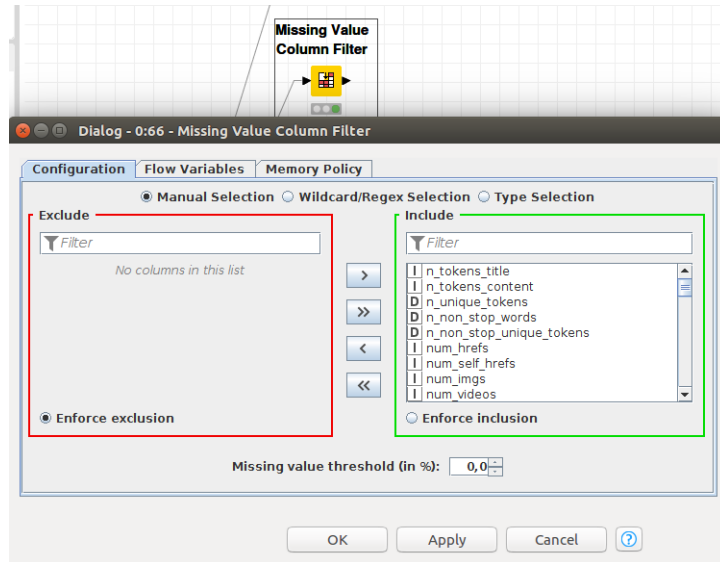 Missing Value
Column Filter
Dialog - 0:66 - Missing Value Column Filter
Configuration Flow Variables Memory Policy
Manual Selection Wildcard/Regex Selection Type Selection
Exclude
Filter
No columns in this list
Enforce exclusion
>
>>
<
<<
Include
Filter
I n_tokens_title
I n_tokens_content
D n_unique_tokens
D n_non_stop_words
D n_non_stop_unique_tokens
I num_hrefs
I num_self_hrefs
I num_imgs
I num_videos
Enforce inclusion
Missing value threshold (in %): 0,0
OK Apply Cancel ?